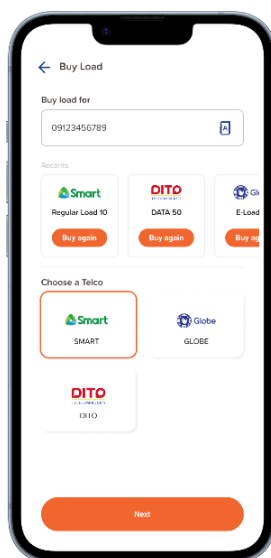 Buy Load
Buy load for
09123456789
Recents
Smart
DITO
Regular Load 10
DATA 50
E-Load
Buy again
Buy again
Buy ag
Choose a Telco
Smart
Globe
SMART
GLOBE
DITO
DITO
Next